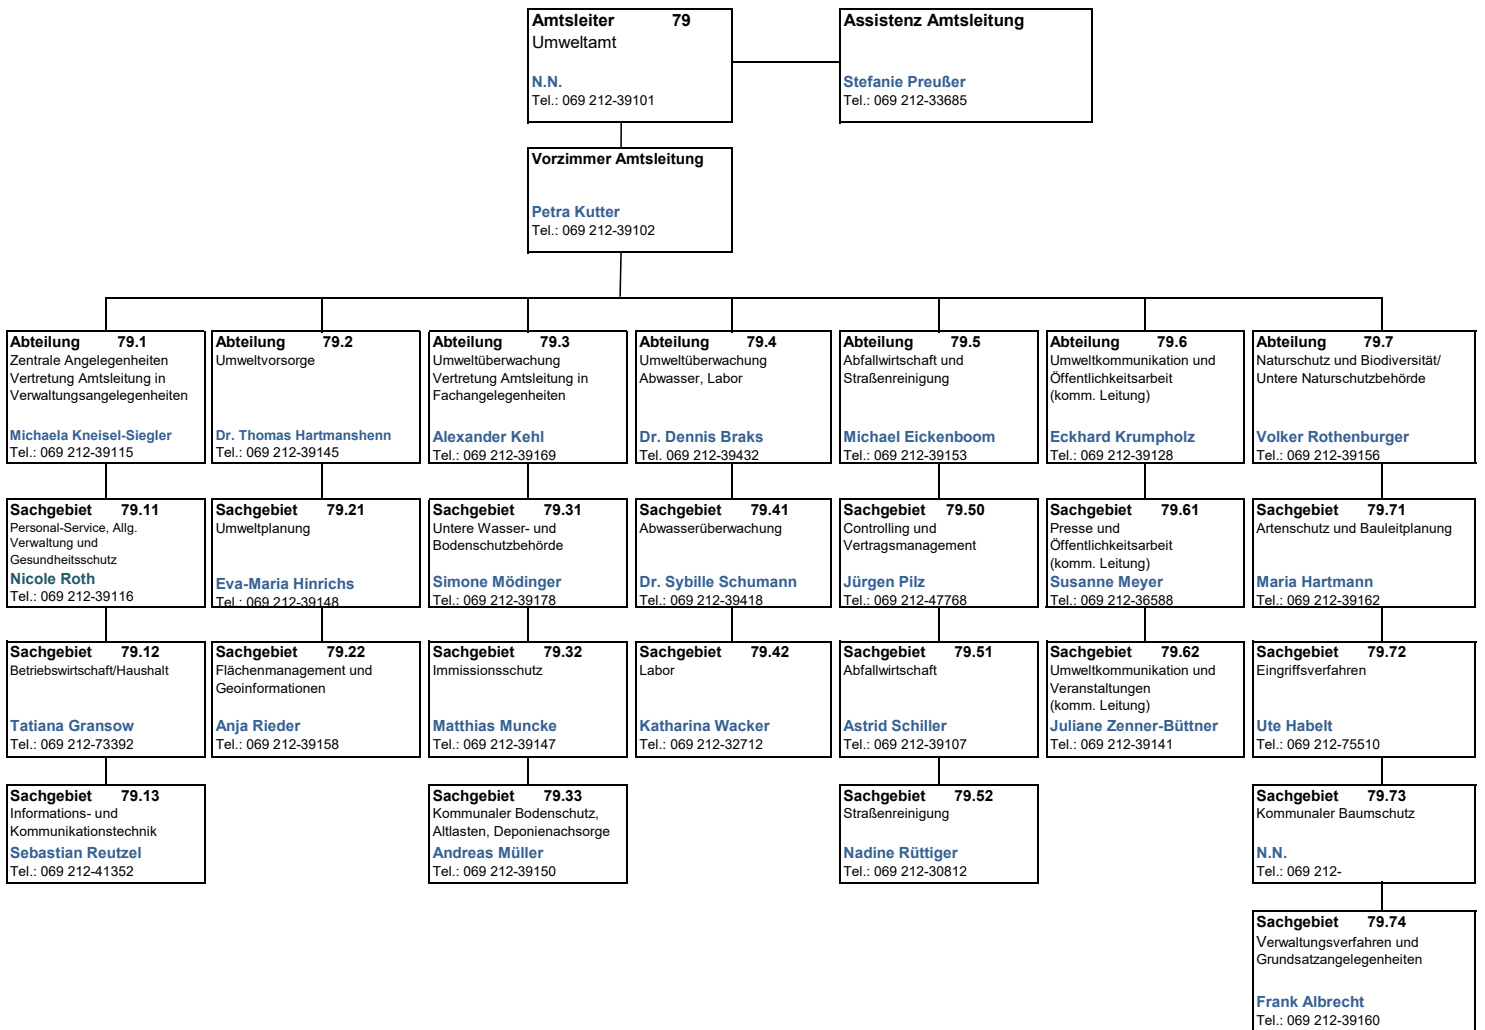 Amtsleiter 79
Umweltamt
N.N.
Tel.: 069 212-39101
Assistenz Amtsleitung
Stefanie Preußer
Tel.: 069 212-33685
Vorzimmer Amtsleitung
Petra Kutter
Tel.: 069 212-39102
Abteilung 79.1
Zentrale Angelegenheiten
Vertretung Amtsleitung in
Verwaltungsangelegenheiten
Michaela Kneisel-Siegler
Tel.: 069 212-39115
Abteilung 79.2
Umweltvorsorge
Dr. Thomas Hartmanshenn
Tel.: 069 212-39145
Abteilung 79.3
Umweltüberwachung
Vertretung Amtsleitung in
Fachangelegenheiten
Alexander Kehl
Tel.: 069 212-39169
Abteilung 79.4
Umweltüberwachung
Abwasser, Labor
Dr. Dennis Braks
Tel. 069 212-39432
Abteilung 79.5
Abfallwirtschaft und
Straßenreinigung
Michael Eickenboom
Tel.: 069 212-39153
Abteilung 79.6
Umweltkommunikation und
Öffentlichkeitsarbeit
(komm. Leitung)
Eckhard Krumpholz
Tel.: 069 212-39128
Abteilung 79.7
Naturschutz und Biodiversität/
Untere Naturschutzbehörde
Volker Rothenburger
Tel.: 069 212-39156
Sachgebiet 79.11
Personal-Service, Allg.
Verwaltung und
Gesundheitsschutz
Nicole Roth
Tel.: 069 212-39116
Sachgebiet 79.21
Umweltplanung
Eva-Maria Hinrichs
Tel.: 069 212-39148
Sachgebiet 79.31
Untere Wasser- und
Bodenschutzbehörde
Simone Mödinger
Tel.: 069 212-39178
Sachgebiet 79.41
Abwasserüberwachung
Dr. Sybille Schumann
Tel.: 069 212-39418
Sachgebiet 79.50
Controlling und
Vertragsmanagement
Jürgen Pilz
Tel.: 069 212-47768
Sachgebiet 79.61
Presse und
Öffentlichkeitsarbeit
(komm. Leitung)
Susanne Meyer
Tel.: 069 212-36588
Sachgebiet 79.71
Artenschutz und Bauleitplanung
Maria Hartmann
Tel.: 069 212-39162
Sachgebiet 79.12
Betriebswirtschaft/Haushalt
Tatiana Gransow
Tel.: 069 212-73392
Sachgebiet 79.22
Flächenmanagement und
Geoinformationen
Anja Rieder
Tel.: 069 212-39158
Sachgebiet 79.32
Immissionsschutz
Matthias Muncke
Tel.: 069 212-39147
Sachgebiet 79.42
Labor
Katharina Wacker
Tel.: 069 212-32712
Sachgebiet 79.51
Abfallwirtschaft
Astrid Schiller
Tel.: 069 212-39107
Sachgebiet 79.62
Umweltkommunikation und
Veranstaltungen
(komm. Leitung)
Juliane Zenner-Büttner
Tel.: 069 212-39141
Sachgebiet 79.72
Eingriffsverfahren
Ute Habelt
Tel.: 069 212-75510
Sachgebiet 79.13
Informations- und
Kommunikationstechnik
Sebastian Reutzel
Tel.: 069 212-41352
Sachgebiet 79.33
Kommunaler Bodenschutz,
Altlasten, Deponienachsorge
Andreas Müller
Tel.: 069 212-39150
Sachgebiet 79.52
Straßenreinigung
Nadine Rüttiger
Tel.: 069 212-30812
Sachgebiet 79.73
Kommunaler Baumschutz
N.N.
Tel.: 069 212-
Sachgebiet 79.74
Verwaltungsverfahren und
Grundsatzangelegenheiten
Frank Albrecht
Tel.: 069 212-39160